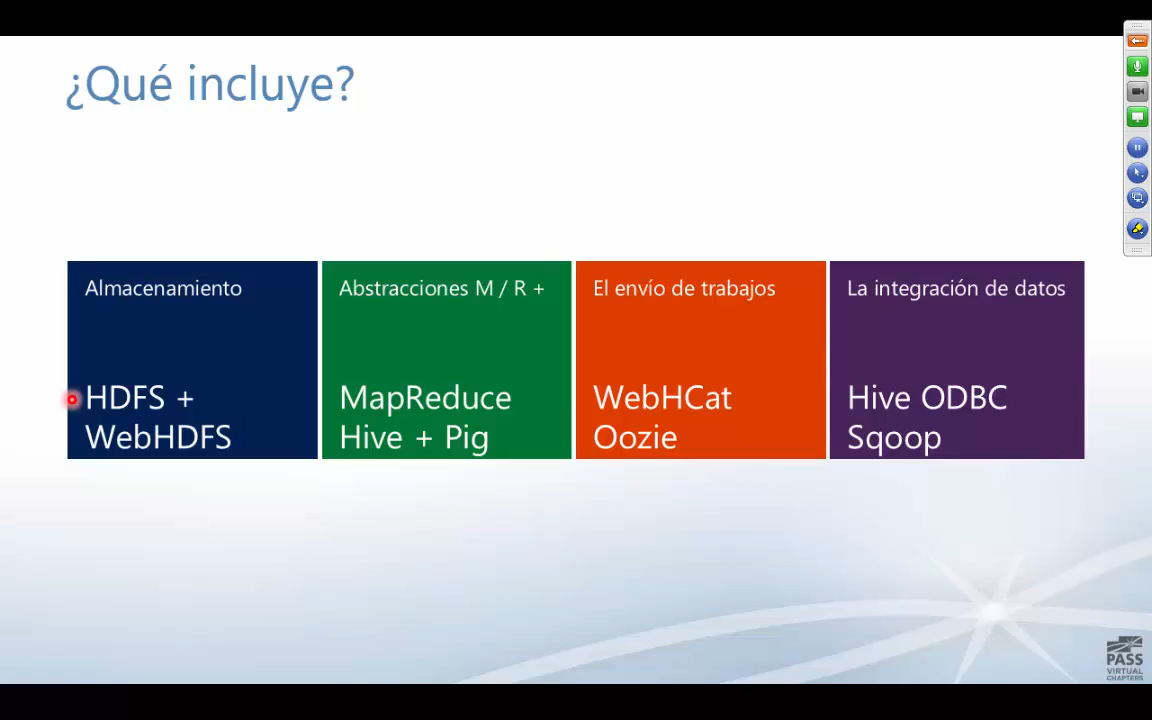 ¿Qué incluye?
Almacenamiento
HDFS +
WebHDFS
Abstracciones M / R +
MapReduce
Hive + Pig
El envío de trabajos
WebHCat
Oozie
La integración de datos
Hive ODBC
Sqoop
PASS
VIRTUAL
CHAPTERS